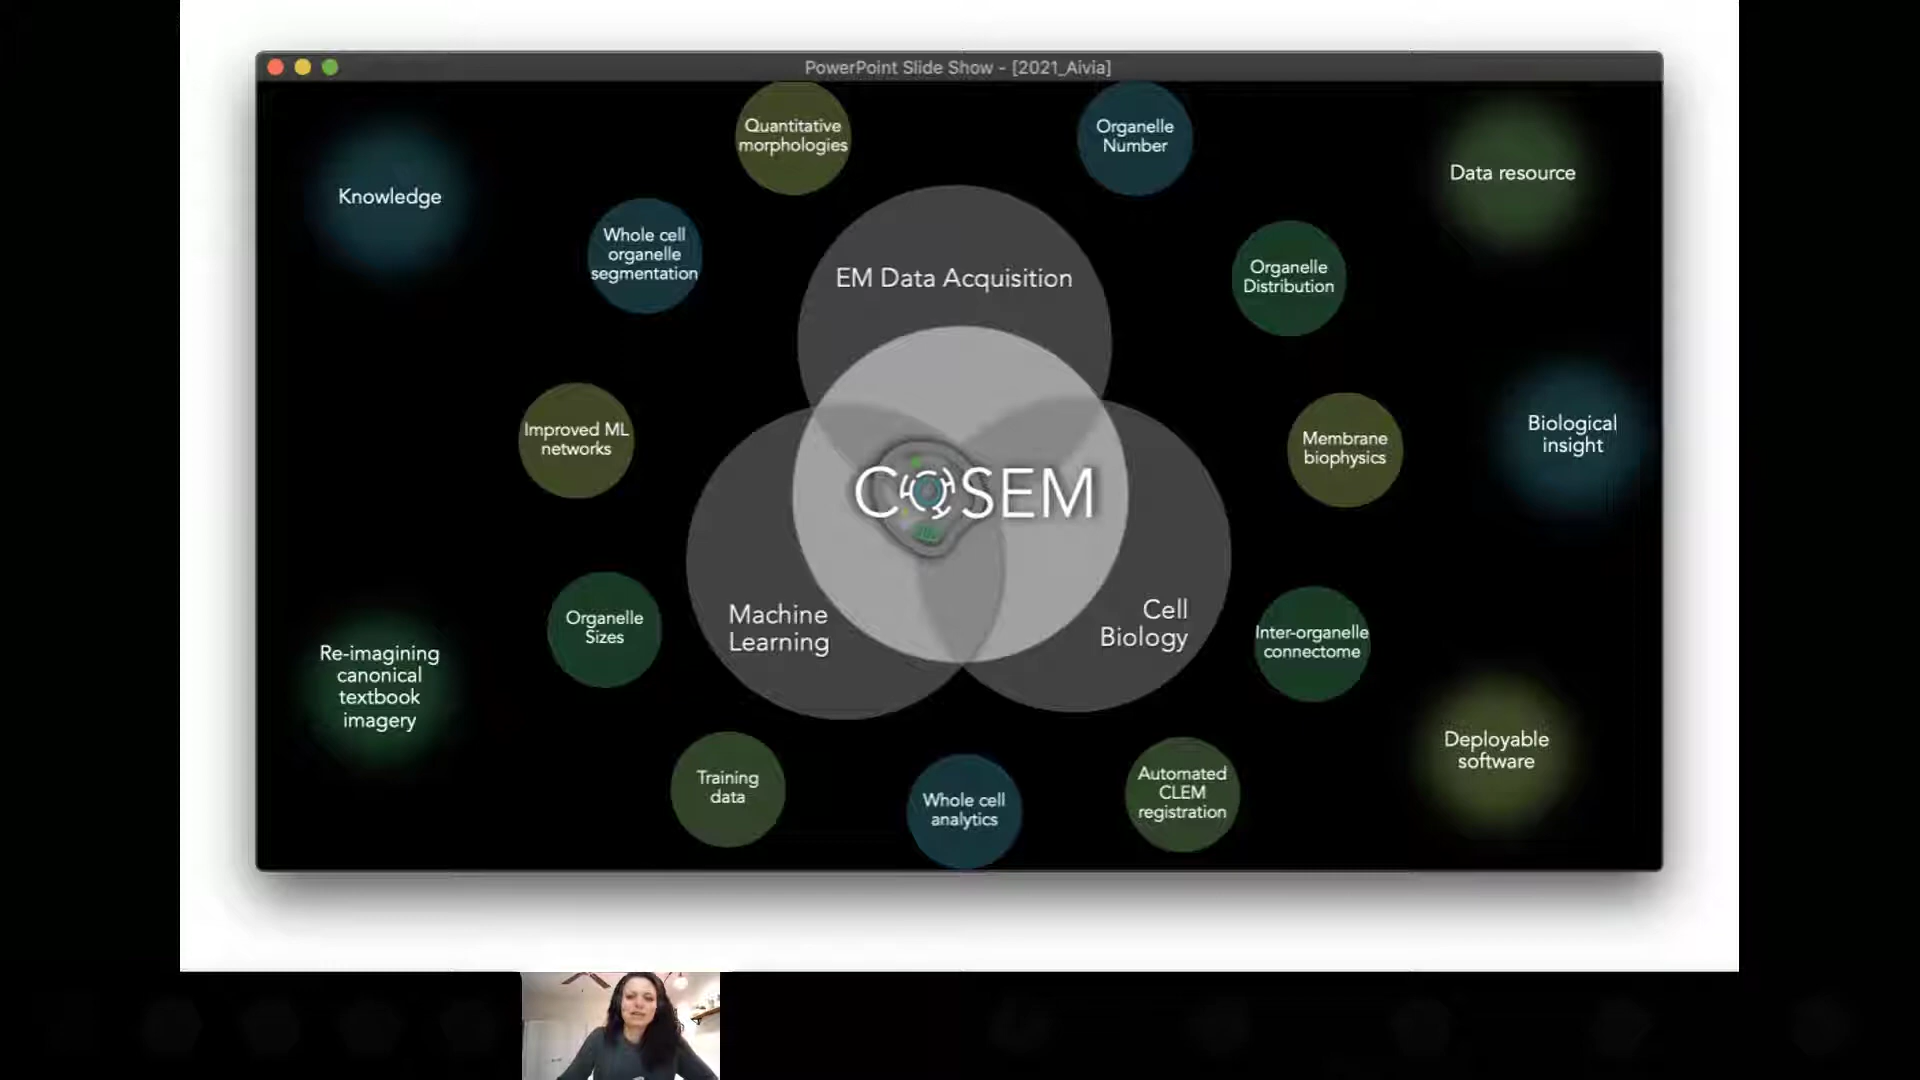 PowerPoint Slide Show - [2021_Aivia]
Quantitative
morphologies
Organelle
Number
Data resource
Knowledge
Whole cell
organelle
segmentation
EM Data Acquisition
Organelle
Distribution
Improved ML
networks
Membrane
biophysics
Biological
insight
COSEM
Machine
Learning
Cell
Biology
Organelle
Sizes
Inter-organelle
connectome
Re-imagining
canonical
textbook
imagery
Training
data
Whole cell
analytics
Automated
CLEM
registration
Deployable
software